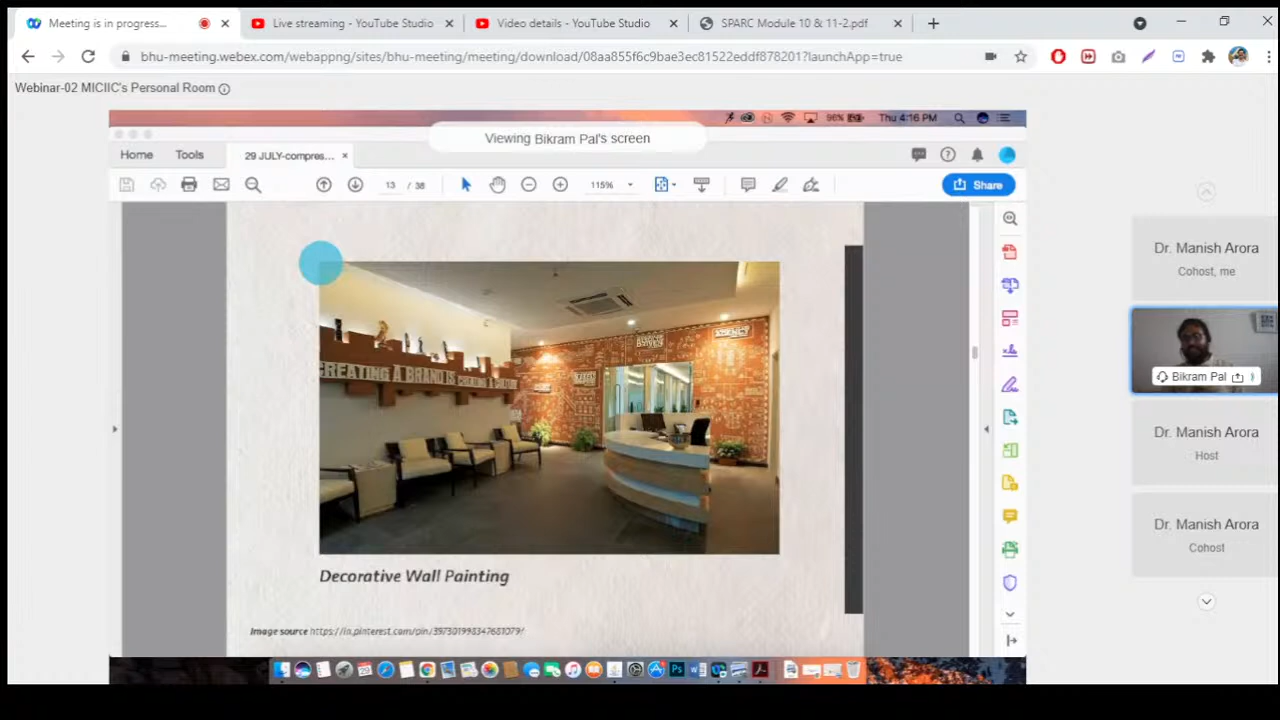 Meeting is in progress...
Live streaming - YouTube Studio
Video details - YouTube Studio
SPARC Module 10 & 11-2.pdf
bhu-meeting.webex.com/webappng/sites/bhu-meeting/meeting/download/08aa855f6c9bae3ec81522eddf878201?launchApp=true
Webinar-02 MICIIC's Personal Room
96%
Thu 4:16 PM
Viewing Bikram Pal's screen
Home
Tools
29 JULY-compres...
13 / 38
115%
Share
CREATING A BRAND IS
Decorative Wall Painting
Image source https://in.pinterest.com/pin/397301998347681079/
Dr. Manish Arora
Cohost, me
Bikram Pal
Dr. Manish Arora
Host
Dr. Manish Arora
Cohost